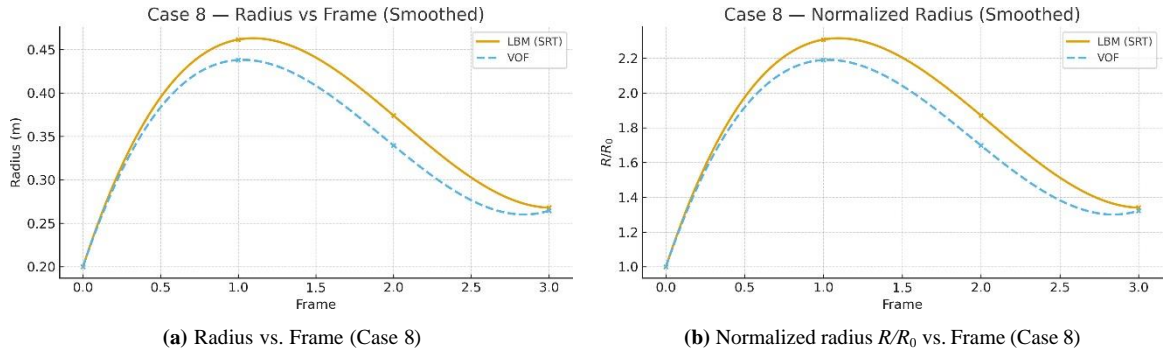 Case 8 — Radius vs Frame (Smoothed)
LBM (SRT)
VOF
0.45
0.40
0.35
0.30
0.25
0.20
Radius (m)
0.0 0.5 1.0 1.5 2.0 2.5 3.0
Frame
(a) Radius vs. Frame (Case 8)
Case 8 — Normalized Radius (Smoothed)
LBM (SRT)
VOF
2.2
2.0
1.8
1.6
1.4
1.2
1.0
R/R₀
0.0 0.5 1.0 1.5 2.0 2.5 3.0
Frame
(b) Normalized radius R/R₀ vs. Frame (Case 8)